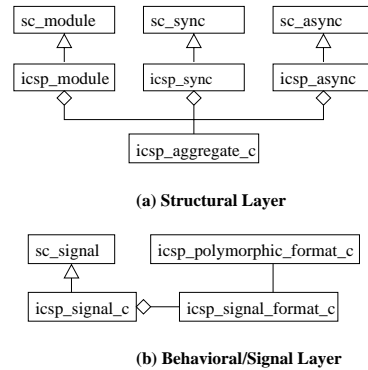 sc_module sc_sync sc_async
icsp_module icsp_sync icsp_async
icsp_aggregate_c
(a) Structural Layer
sc_signal icsp_polymorphic_format_c
icsp_signal_c icsp_signal_format_c
(b) Behavioral/Signal Layer